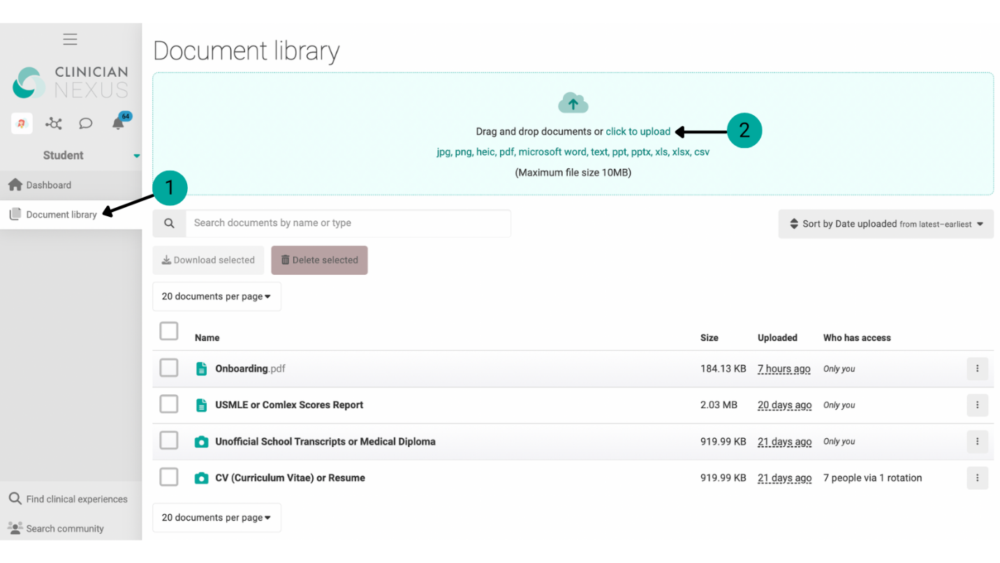 Document library
CLINICIAN
NEXUS
64
Student
Dashboard
Document library
1
Drag and drop documents or click to upload
2
jpg, png, heic, pdf, microsoft word, text, ppt, pptx, xls, xlsx, csv
(Maximum file size 10MB)
Search documents by name or type
Sort by Date uploaded from latest–earliest
Download selected
Delete selected
20 documents per page
Name Size Uploaded Who has access
Onboarding.pdf 184.13 KB 7 hours ago Only you
USMLE or Comlex Scores Report 2.03 MB 20 days ago Only you
Unofficial School Transcripts or Medical Diploma 919.99 KB 21 days ago Only you
CV (Curriculum Vitae) or Resume 919.99 KB 21 days ago 7 people via 1 rotation
20 documents per page
Find clinical experiences
Search community